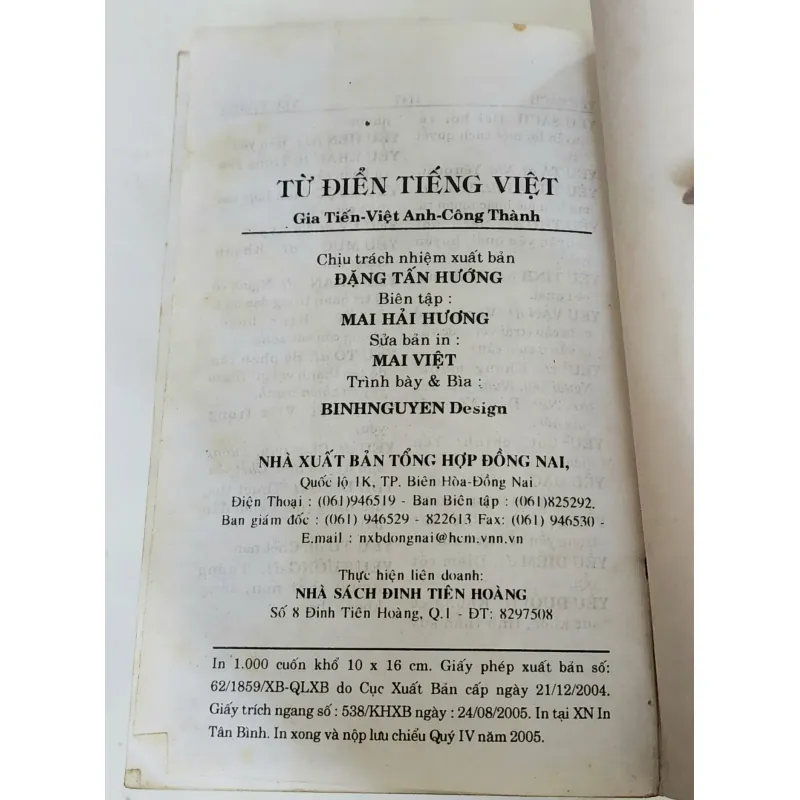 TỪ ĐIỂN TIẾNG VIỆT
Gia Tiến-Việt Anh-Công Thành
Chịu trách nhiệm xuất bản
ĐẶNG TẤN HƯỚNG
Biên tập :
MAI HẢI HƯƠNG
Sửa bản in :
MAI VIỆT
Trình bày & Bìa :
BINHNGUYEN Design
NHÀ XUẤT BẢN TỔNG HỢP ĐỒNG NAI,
Quốc lộ 1K, TP. Biên Hòa-Đồng Nai
Điện Thoại : (061)946519 - Ban Biên tập : (061)825292.
Ban giám đốc : (061) 946529 - 822613 Fax: (061) 946530 -
E.mail : nxbdongnai@hcm.vnn.vn
Thực hiện liên doanh:
NHÀ SÁCH ĐINH TIÊN HOÀNG
Số 8 Đinh Tiên Hoàng, Q.1 - ĐT: 8297508
In 1.000 cuốn khổ 10 x 16 cm. Giấy phép xuất bản số:
62/1859/XB-QLXB do Cục Xuất Bản cấp ngày 21/12/2004.
Giấy trích ngang số : 538/KHXB ngày : 24/08/2005. In tại XN In
Tân Bình. In xong và nộp lưu chiểu Quý IV năm 2005.